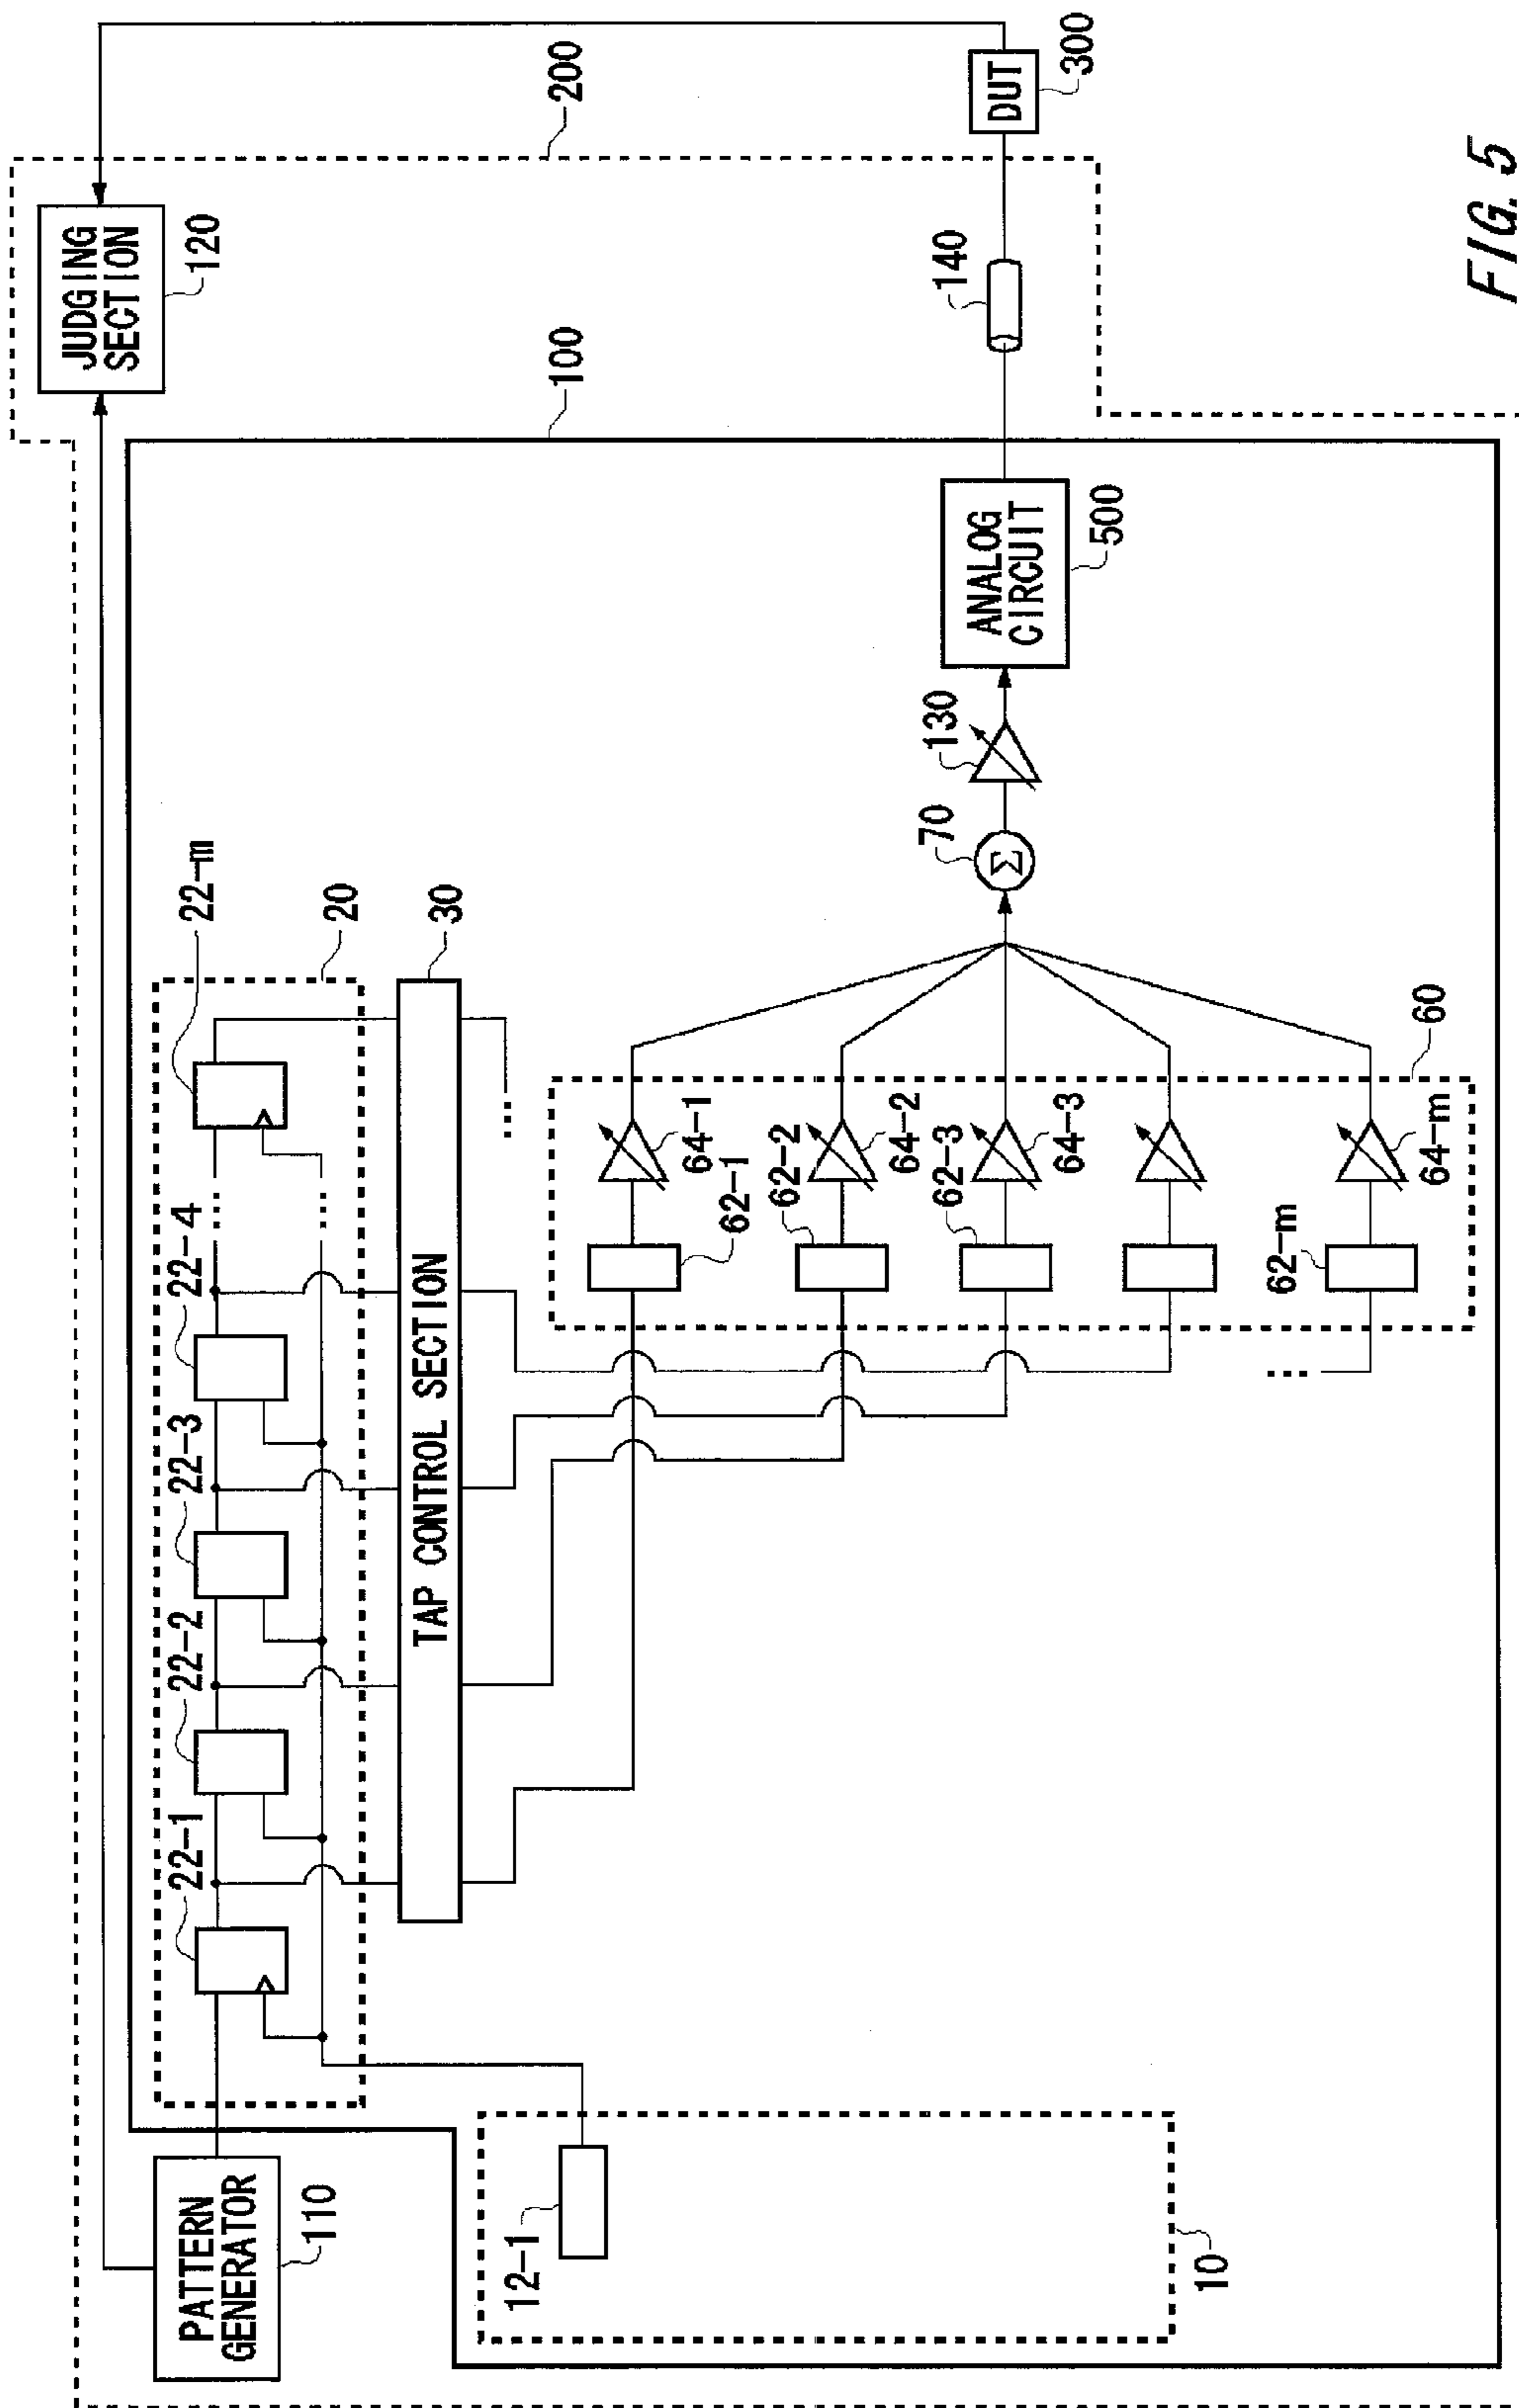 PATTERN
GENERATOR
110
JUDGING
SECTION
120
200
100
22-1
22-2
22-3
22-4
...
22-m
...
20
TAP CONTROL SECTION
30
...
12-1
10
62-1
64-1
62-2
64-2
62-3
64-3
...
62-m
64-m
60
70
Σ
130
ANALOG
CIRCUIT
500
140
DUT
300
FIG. 5